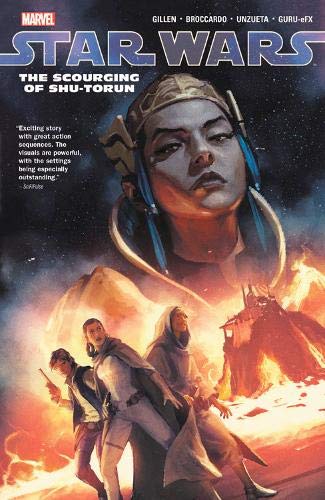 MARVEL
GILLEN • BROCCARDO • UNZUETA • GURU-eFX
STAR WARS
THE SCOURGING
OF SHU-TORUN
"Exciting story
with great action
sequences. The
visuals are powerful,
with the settings
being especially
outstanding."
— SciFiPulse